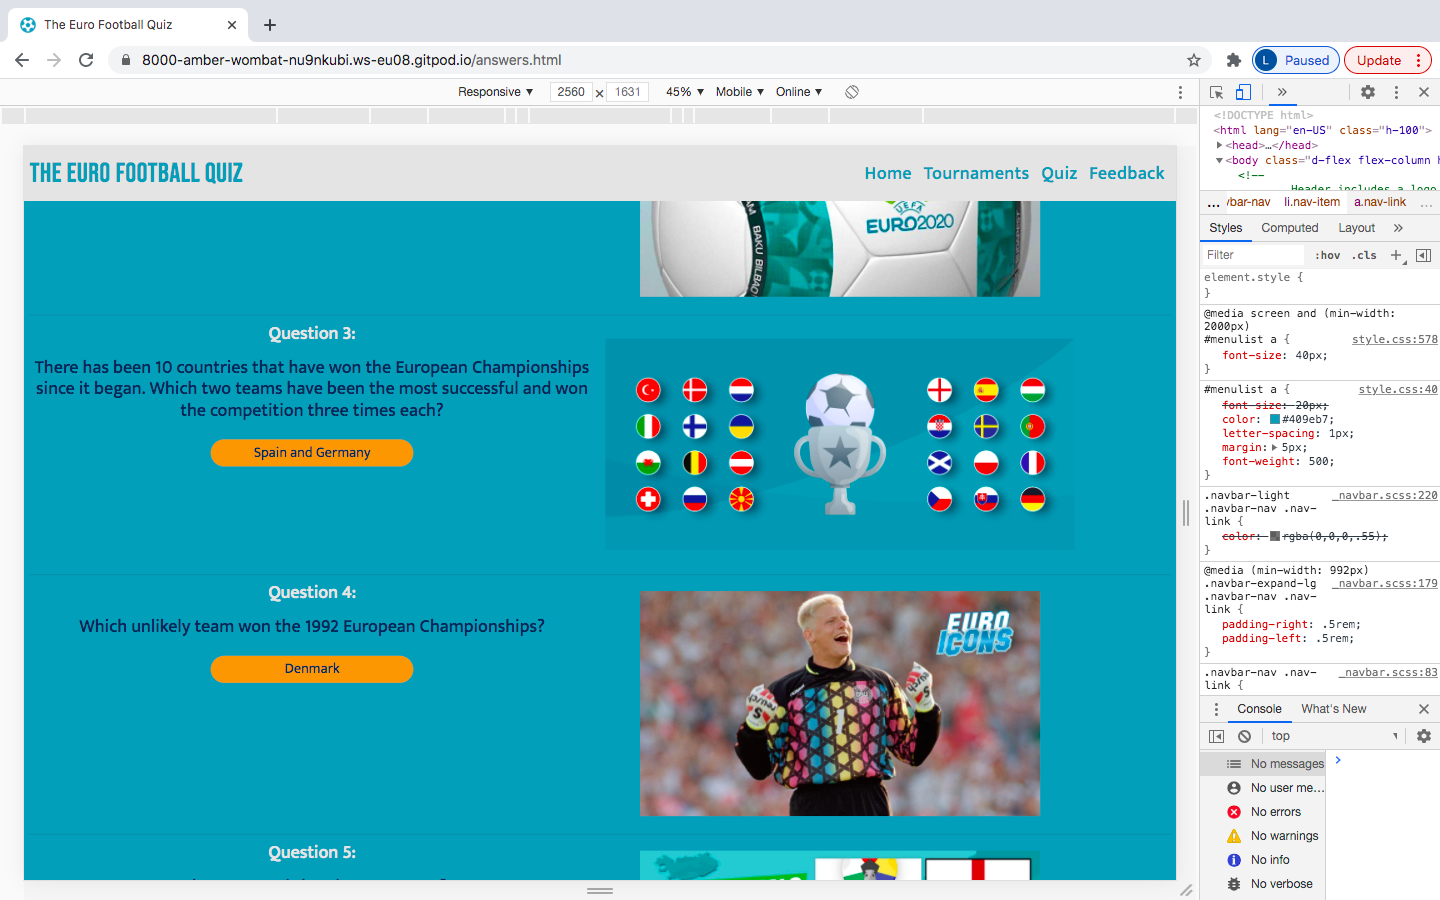 The Euro Football Quiz
8000-amber-wombat-nu9nkubi.ws-eu08.gitpod.io/answers.html
L Paused
Update
Responsive ▼ 2560 × 1631 45% ▼ Mobile ▼ Online ▼
<!DOCTYPE html>
<html lang="en-US" class="h-100">
<head>…</head>
<body class="d-flex flex-column h
<!--
Header includes a logo
... vbar-nav li.nav-item a.nav-link ...
Styles Computed Layout »
Filter :hov .cls +
element.style {
}
@media screen and (min-width: 2000px)
#menulist a { style.css:578
font-size: 40px;
}
#menulist a { style.css:40
font-size: 20px;
color: #409eb7;
letter-spacing: 1px;
margin: 5px;
font-weight: 500;
}
.navbar-light _navbar.scss:220
.navbar-nav .nav-
link {
color: rgba(0,0,0,.55);
}
@media (min-width: 992px)
.navbar-expand-lg _navbar.scss:179
.navbar-nav .nav-
link {
padding-right: .5rem;
padding-left: .5rem;
}
.navbar-nav .nav- _navbar.scss:83
link {
Console What's New
top
No messages
No user me...
No errors
No warnings
No info
No verbose
THE EURO FOOTBALL QUIZ
Home Tournaments Quiz Feedback
UEFA
EURO2020
BAKU BILBAO
Question 3:
There has been 10 countries that have won the European Championships
since it began. Which two teams have been the most successful and won
the competition three times each?
Spain and Germany
Question 4:
Which unlikely team won the 1992 European Championships?
Denmark
EURO
ICONS
reusch
1
Question 5: